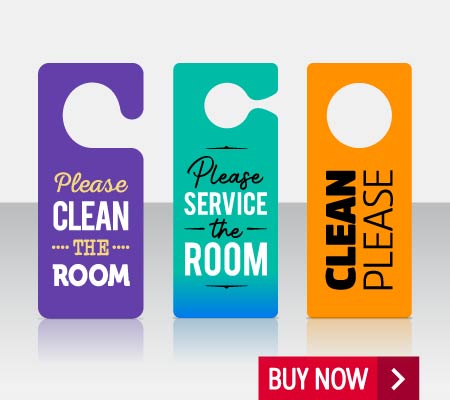 Please
CLEAN
THE
ROOM
Please
SERVICE
the
ROOM
CLEAN
PLEASE
BUY NOW